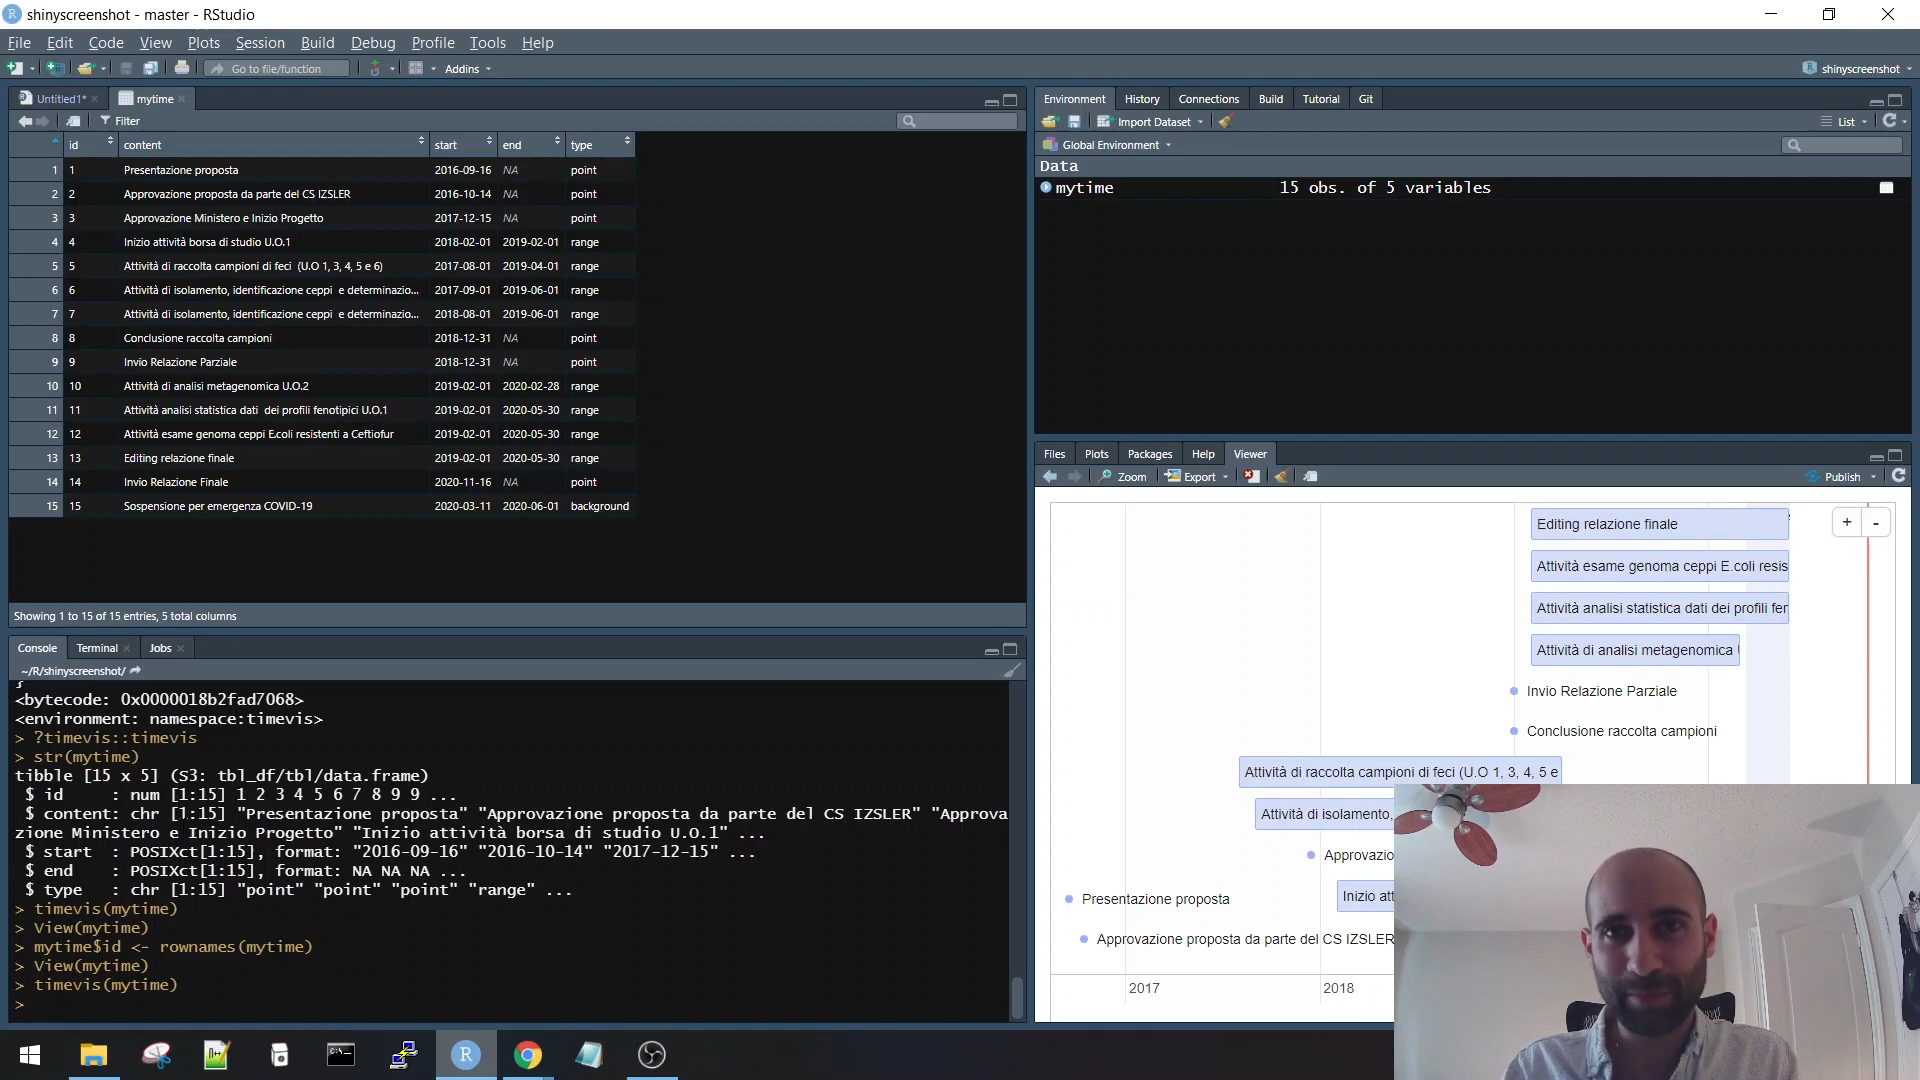 shinyscreenshot - master - RStudio
File Edit Code View Plots Session Build Debug Profile Tools Help
Go to file/function Addins shinyscreenshot
Untitled1* mytime
Filter
id content start end type
1 1 Presentazione proposta 2016-09-16 NA point
2 2 Approvazione proposta da parte del CS IZSLER 2016-10-14 NA point
3 3 Approvazione Ministero e Inizio Progetto 2017-12-15 NA point
4 4 Inizio attività borsa di studio U.O.1 2018-02-01 2019-02-01 range
5 5 Attività di raccolta campioni di feci (U.O 1, 3, 4, 5 e 6) 2017-08-01 2019-04-01 range
6 6 Attività di isolamento, identificazione ceppi e determinazio... 2017-09-01 2019-06-01 range
7 7 Attività di isolamento, identificazione ceppi e determinazio... 2018-08-01 2019-06-01 range
8 8 Conclusione raccolta campioni 2018-12-31 NA point
9 9 Invio Relazione Parziale 2018-12-31 NA point
10 10 Attività di analisi metagenomica U.O.2 2019-02-01 2020-02-28 range
11 11 Attività analisi statistica dati dei profili fenotipici U.O.1 2019-02-01 2020-05-30 range
12 12 Attività esame genoma ceppi E.coli resistenti a Ceftiofur 2019-02-01 2020-05-30 range
13 13 Editing relazione finale 2019-02-01 2020-05-30 range
14 14 Invio Relazione Finale 2020-11-16 NA point
15 15 Sospensione per emergenza COVID-19 2020-03-11 2020-06-01 background
Showing 1 to 15 of 15 entries, 5 total columns
Console Terminal Jobs
~/R/shinyscreenshot/
}
<bytecode: 0x0000018b2fad7068>
<environment: namespace:timevis>
> ?timevis::timevis
> str(mytime)
tibble [15 x 5] (S3: tbl_df/tbl/data.frame)
$ id : num [1:15] 1 2 3 4 5 6 7 8 9 9 ...
$ content: chr [1:15] "Presentazione proposta" "Approvazione proposta da parte del CS IZSLER" "Approva
zione Ministero e Inizio Progetto" "Inizio attività borsa di studio U.O.1" ...
$ start : POSIXct[1:15], format: "2016-09-16" "2016-10-14" "2017-12-15" ...
$ end : POSIXct[1:15], format: NA NA NA ...
$ type : chr [1:15] "point" "point" "point" "range" ...
> timevis(mytime)
> View(mytime)
> mytime$id <- rownames(mytime)
> View(mytime)
> timevis(mytime)
>
Environment History Connections Build Tutorial Git
Import Dataset List
Global Environment
Data
mytime 15 obs. of 5 variables
Files Plots Packages Help Viewer
Zoom Export Publish
+ -
Editing relazione finale
Attività esame genoma ceppi E.coli resis
Attività analisi statistica dati dei profili fer
Attività di analisi metagenomica
Invio Relazione Parziale
Conclusione raccolta campioni
Attività di raccolta campioni di feci (U.O 1, 3, 4, 5 e
Attività di isolamento,
Approvazio
Inizio att
Presentazione proposta
Approvazione proposta da parte del CS IZSLER
2017 2018